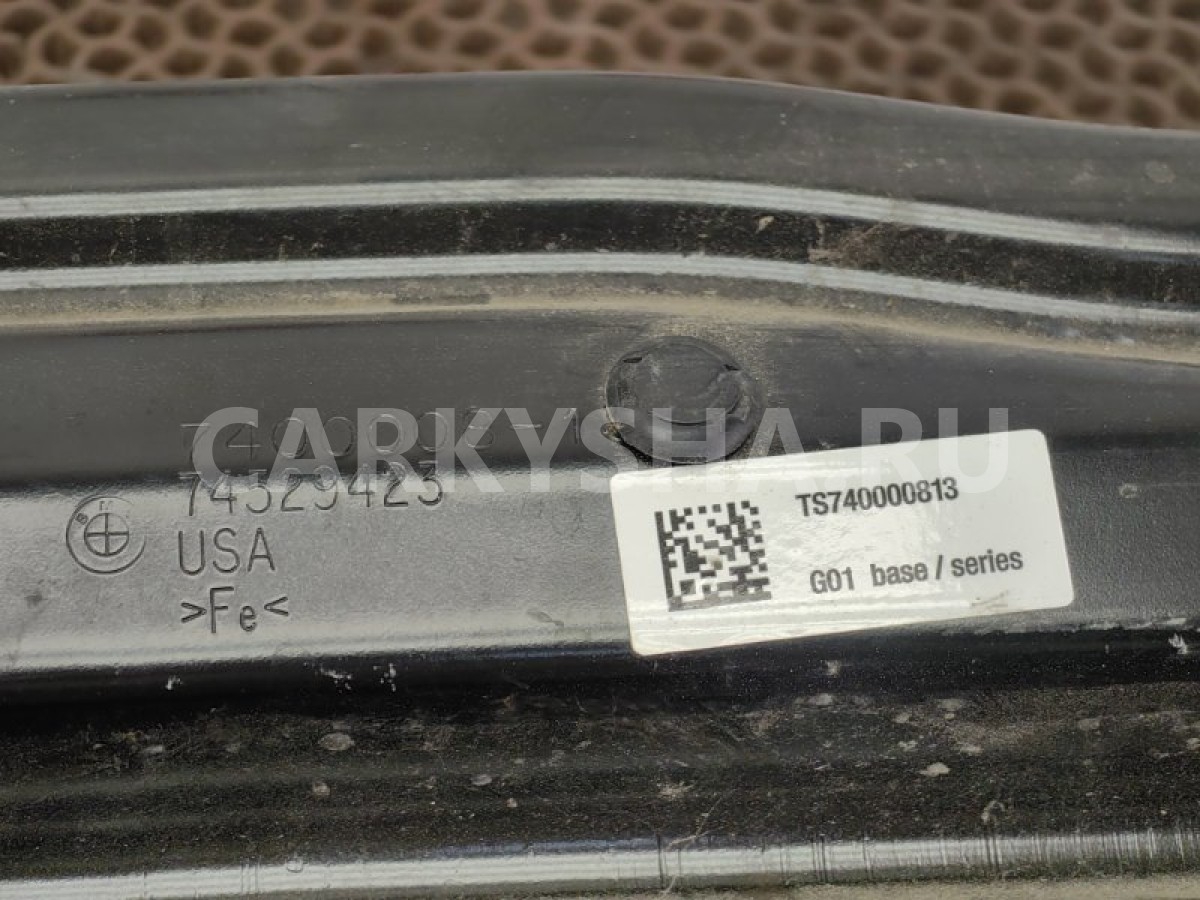 CARKYSHA.RU
74529423
USA
>Fe<
TS740000813
G01 base / series